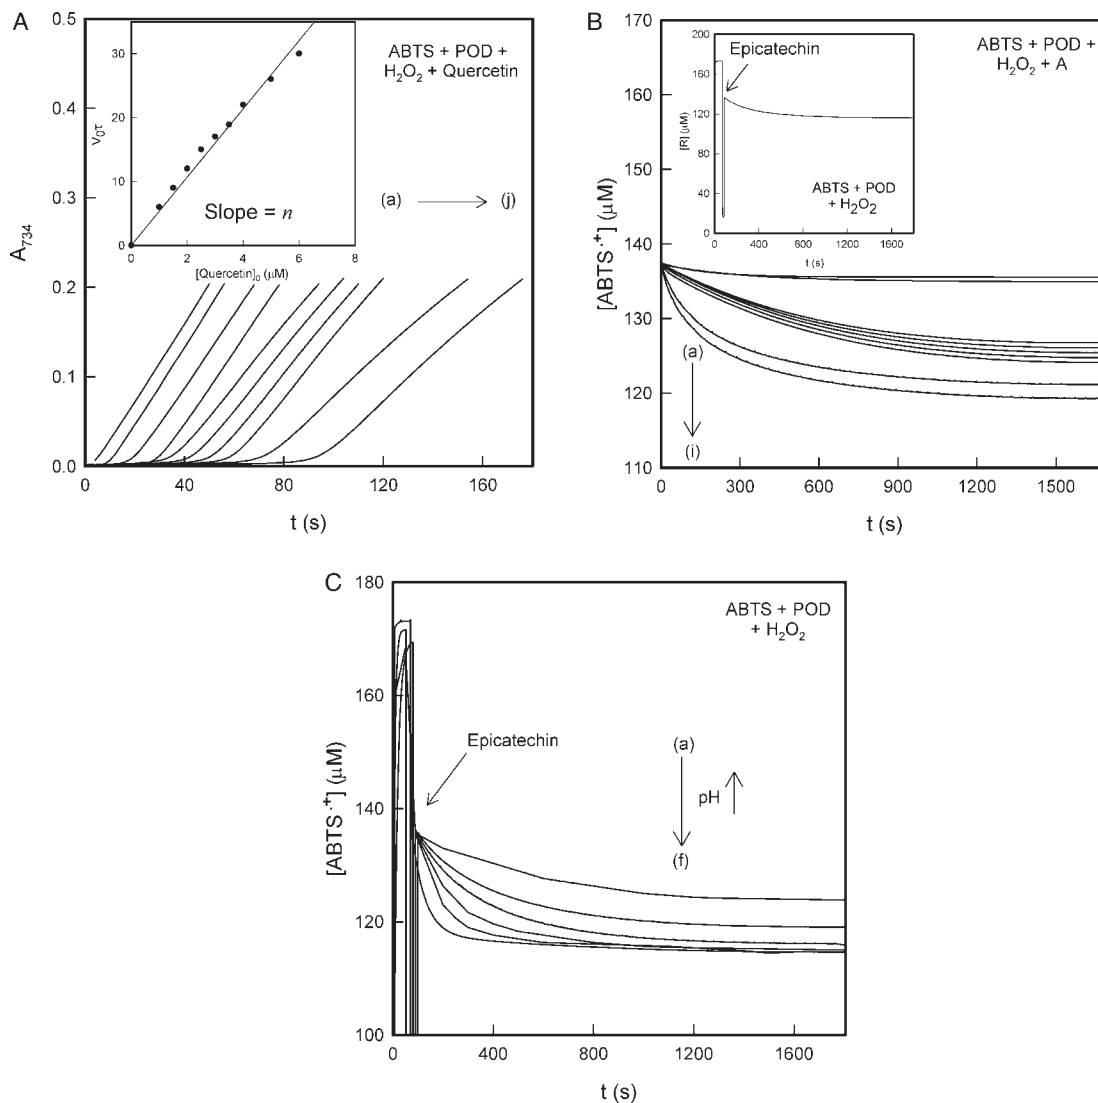 A
0.5
0.4
0.3
0.2
0.1
0.0
A₇₃₄
0 40 80 120 160
t (s)
ABTS + POD +
H₂O₂ + Quercetin
(a) (j)
30
20
10
0
V₀τ
0 2 4 6 8
[Quercetin]₀ (μM)
Slope = n
B
170
160
150
140
130
120
110
[ABTS·⁺] (μM)
0 300 600 900 1200 1500
t (s)
ABTS + POD +
H₂O₂ + A
(a)
(i)
200
160
120
80
40
0
[R] (μM)
0 400 800 1200 1600
t (s)
Epicatechin
ABTS + POD
+ H₂O₂
C
180
160
140
120
100
[ABTS·⁺] (μM)
0 400 800 1200 1600
t (s)
ABTS + POD
+ H₂O₂
Epicatechin
(a)
pH
(f)